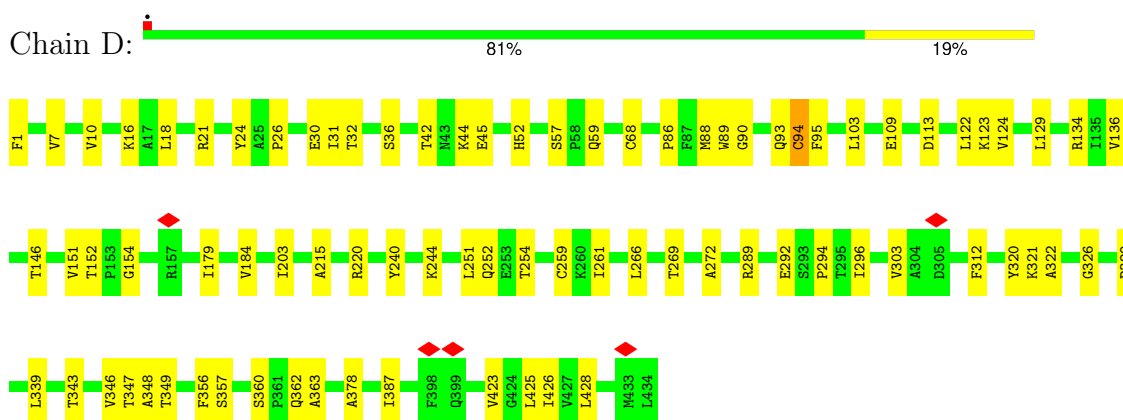 Chain D:
81% 19%
F1 V7 V10 K16 A17 L18 R21 Y24 A25 P26 E30 I31 T32 S36 T42 N43 K44 E45 H52 S57 P58 Q59 C68 P86 F87 M88 W89 G90 Q93 C94 F95 L103 E109 D113 L122 K123 V124 L129 R134 I135 V136
T146 V151 T152 P153 G154 R157 I179 V184 I203 A215 R220 Y240 K244 L251 Q252 E253 T254 C259 K260 I261 L266 T269 A272 R289 E292 S293 P294 T295 I296 V303 A304 D305 F312 Y320 K321 A322 G326
L339 T343 V346 T347 A348 T349 F356 S357 S360 P361 Q362 A363 A378 I387 F398 Q399 V423 G424 L425 I426 V427 L428 M433 L434